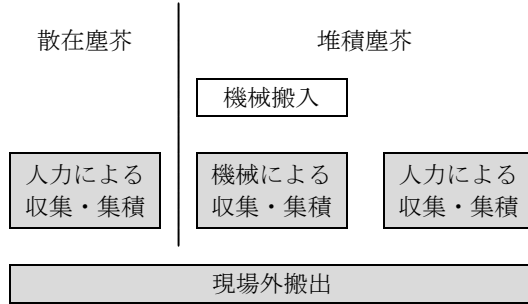 散在塵芥
堆積塵芥
機械搬入
人力による
収集・集積
機械による
収集・集積
人力による
収集・集積
現場外搬出